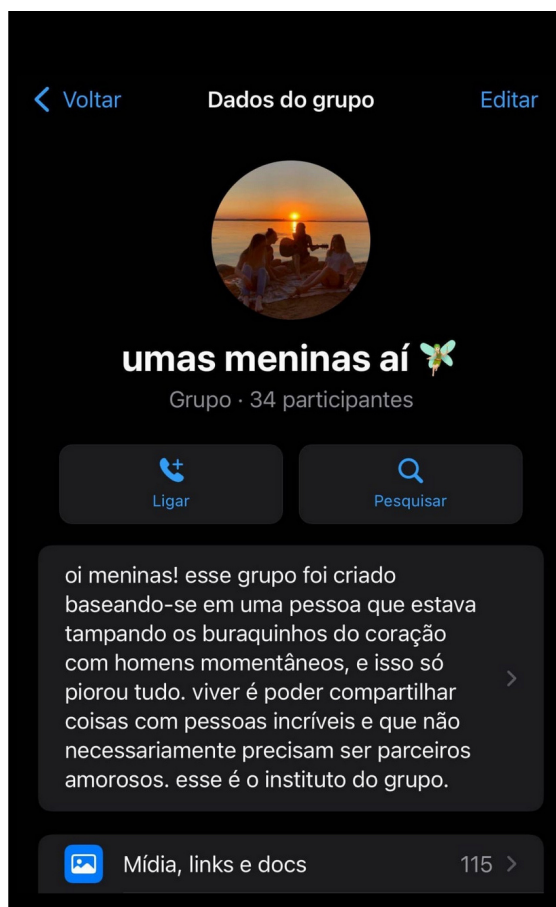 Voltar Dados do grupo Editar
umas meninas aí 🧚
Grupo · 34 participantes
Ligar Pesquisar
oi meninas! esse grupo foi criado
baseando-se em uma pessoa que estava
tampando os buraquinhos do coração
com homens momentâneos, e isso só
piorou tudo. viver é poder compartilhar
coisas com pessoas incríveis e que não
necessariamente precisam ser parceiros
amorosos. esse é o instituto do grupo.
Mídia, links e docs 115